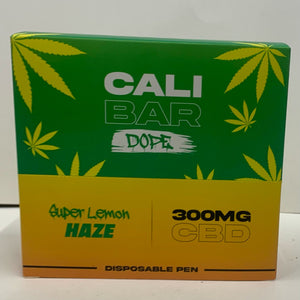 CALI
BAR
DOPE
Super Lemon
HAZE
300MG
CBD
DISPOSABLE PEN